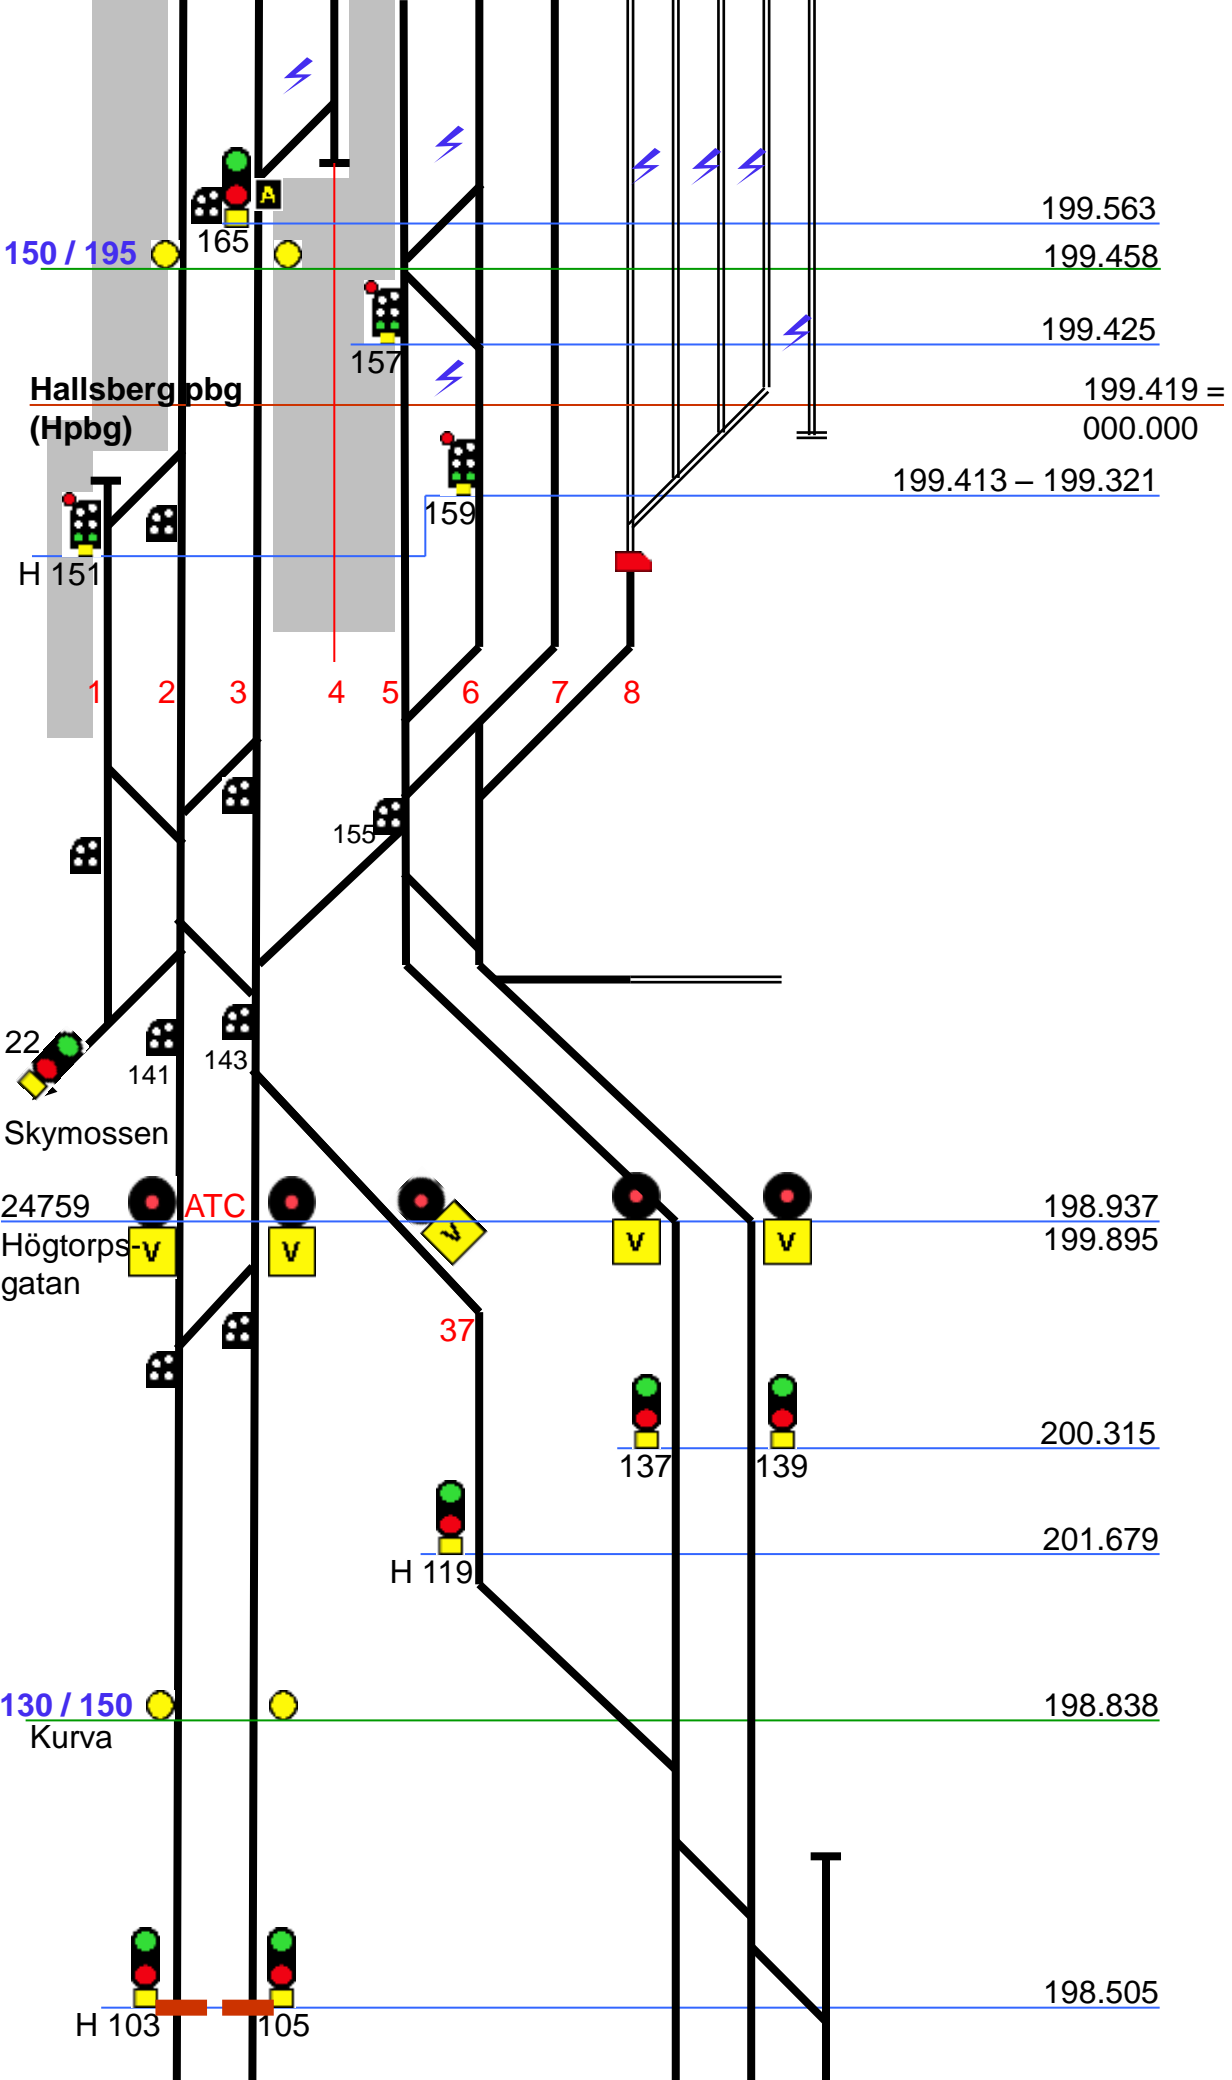 A
199.563
165
150 / 195
199.458
199.425
157
Hallsberg pbg
199.419 =
(Hpbg)
000.000
199.413 – 199.321
159
H 151
1 2 3 4 5 6 7 8
155
22
143
141
Skymossen
24759
ATC
198.937
Högtorps-
V V V V V
199.895
gatan
37
200.315
137
139
201.679
H 119
130 / 150
198.838
Kurva
198.505
H 103
105